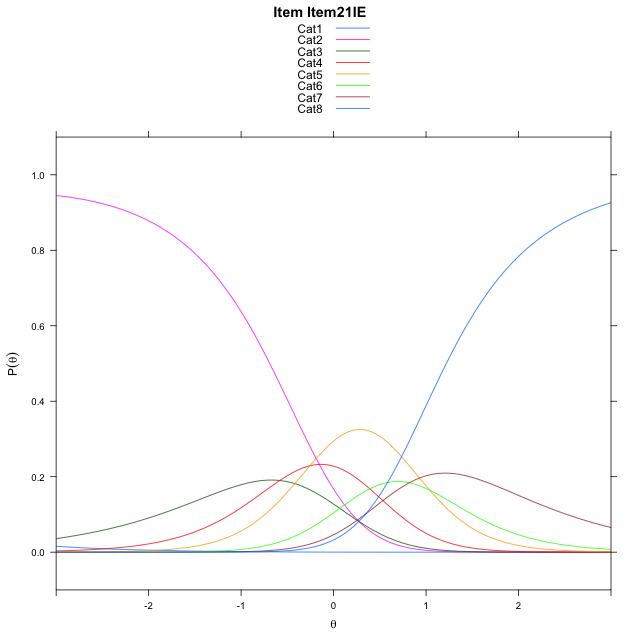 Item Item21IE
Cat1
Cat2
Cat3
Cat4
Cat5
Cat6
Cat7
Cat8
1.0
0.8
0.6
0.4
0.2
0.0
P(θ)
-2 -1 0 1 2
θ